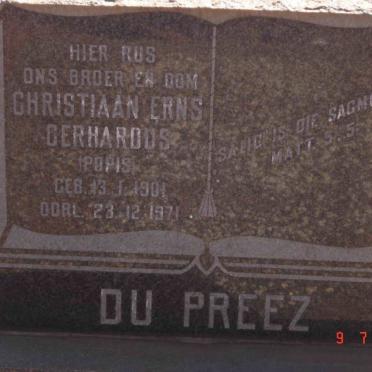 HIER RUS
ONS BROER EN OOM
CHRISTIAAN ERNS
GERHARDUS
(POPIS)
GEB. 13.1.1901
OORL. 23.12.1971
SALIG IS DIE SAGMO
MATT. 5:5
DU PREEZ
9 7